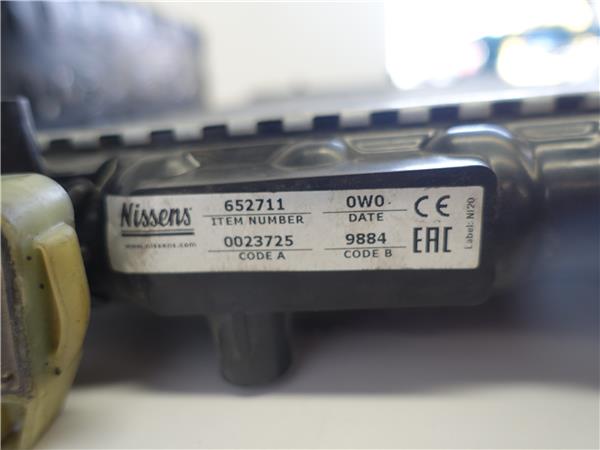 Nissens
www.nissens.com
652711 0W0
ITEM NUMBER DATE
0023725 9884
CODE A CODE B
CE
EAC
Label: NI20